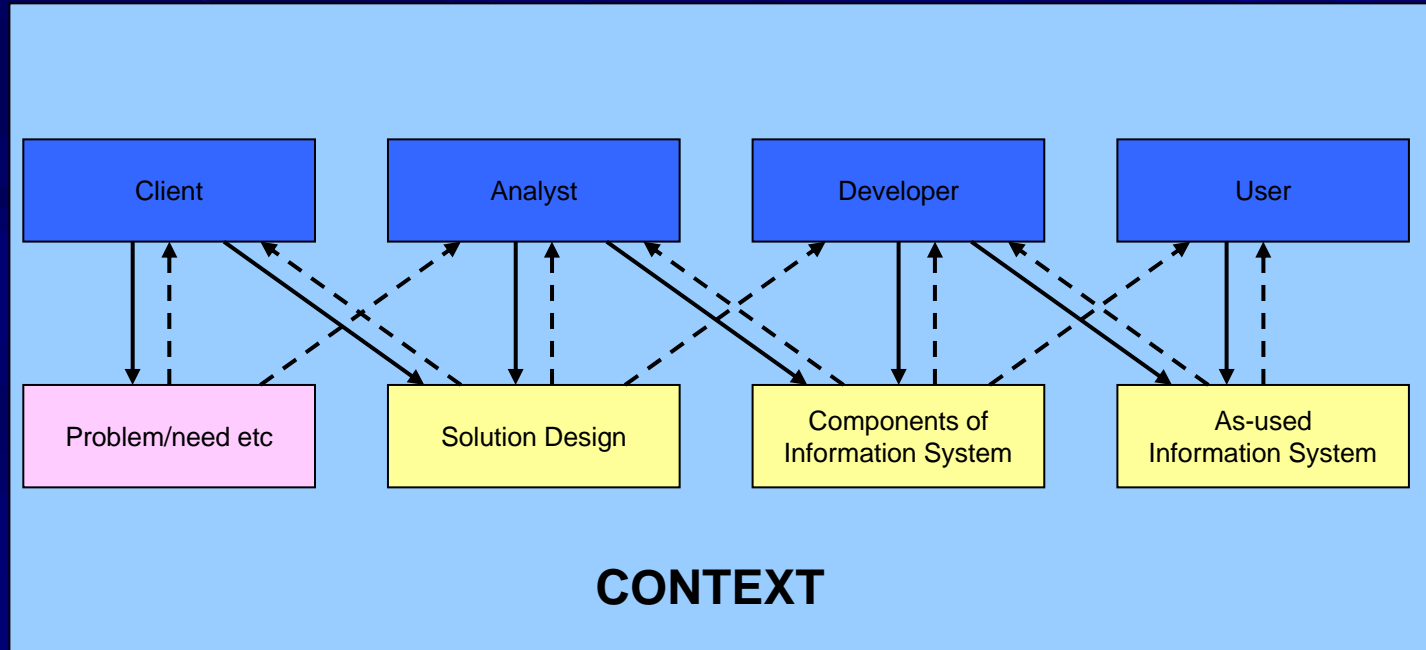 Client
Analyst
Developer
User
Problem/need etc
Solution Design
Components of
Information System
As-used
Information System
CONTEXT